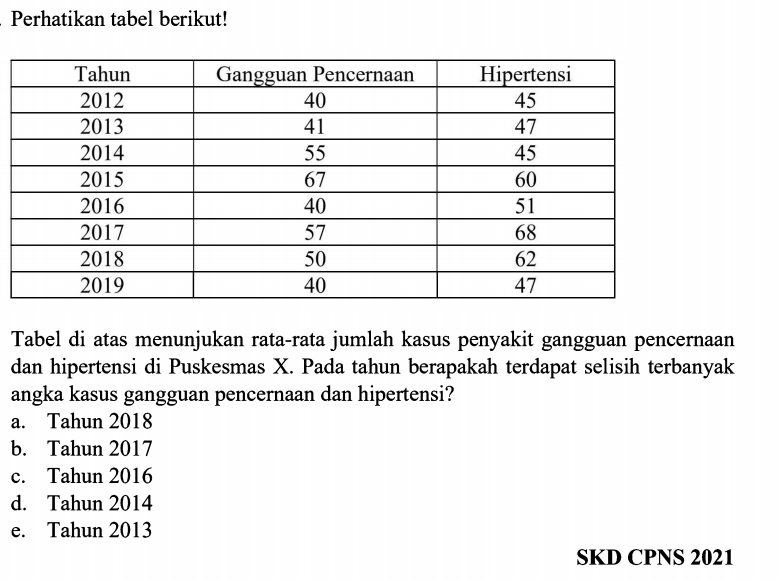 Perhatikan tabel berikut!
Tahun Gangguan Pencernaan Hipertensi
2012 40 45
2013 41 47
2014 55 45
2015 67 60
2016 40 51
2017 57 68
2018 50 62
2019 40 47
Tabel di atas menunjukan rata-rata jumlah kasus penyakit gangguan pencernaan
dan hipertensi di Puskesmas X. Pada tahun berapakah terdapat selisih terbanyak
angka kasus gangguan pencernaan dan hipertensi?
a. Tahun 2018
b. Tahun 2017
c. Tahun 2016
d. Tahun 2014
e. Tahun 2013
SKD CPNS 2021